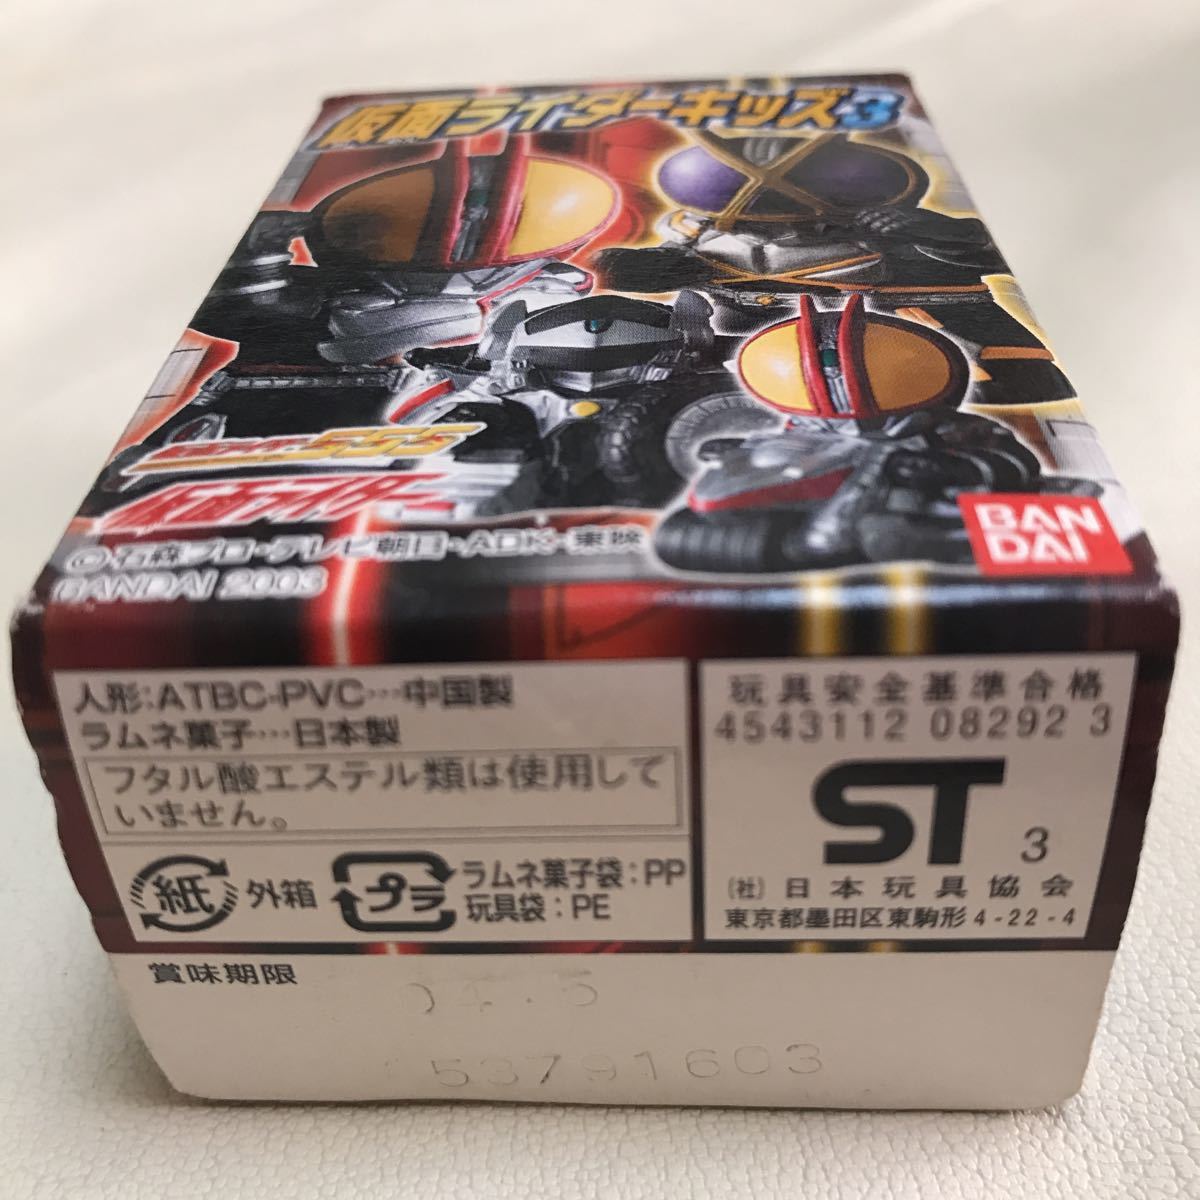 仮面ライダーキッズ3
仮面ライダー555
仮面ライダー
© 石森プロ・テレビ朝日・ADK・東映
BANDAI 2003
BAN
DAI
人形:ATBC-PVC…中国製
ラムネ菓子…日本製
フタル酸エステル類は使用して
いません。
紙 外箱
プラ
ラムネ菓子袋:PP
玩具袋:PE
玩具安全基準合格
4543112 08292 3
ST 3
(社)日本玩具協会
東京都墨田区東駒形4-22-4
賞味期限
04.5
53791603